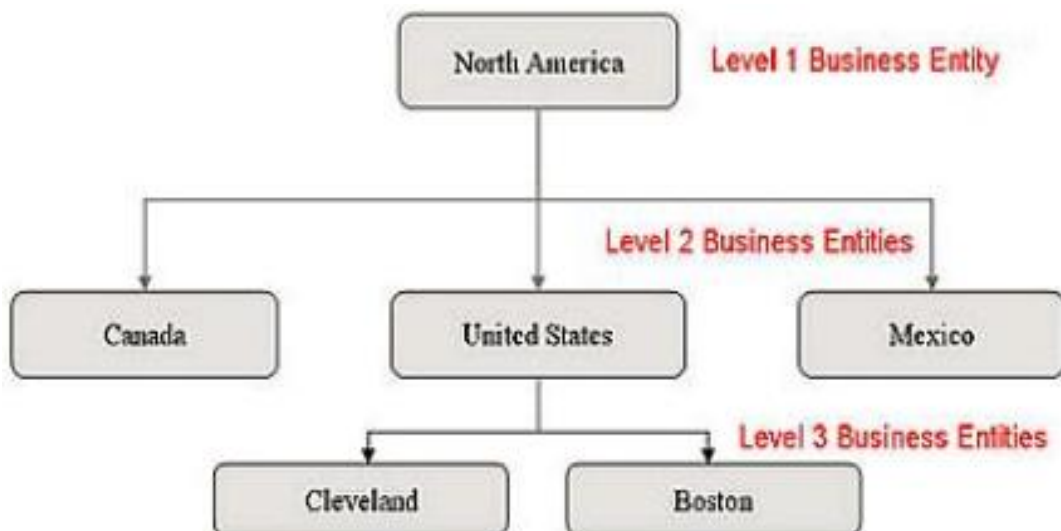 North America
Level 1 Business Entity
Level 2 Business Entities
Canada
United States
Mexico
Level 3 Business Entities
Cleveland
Boston